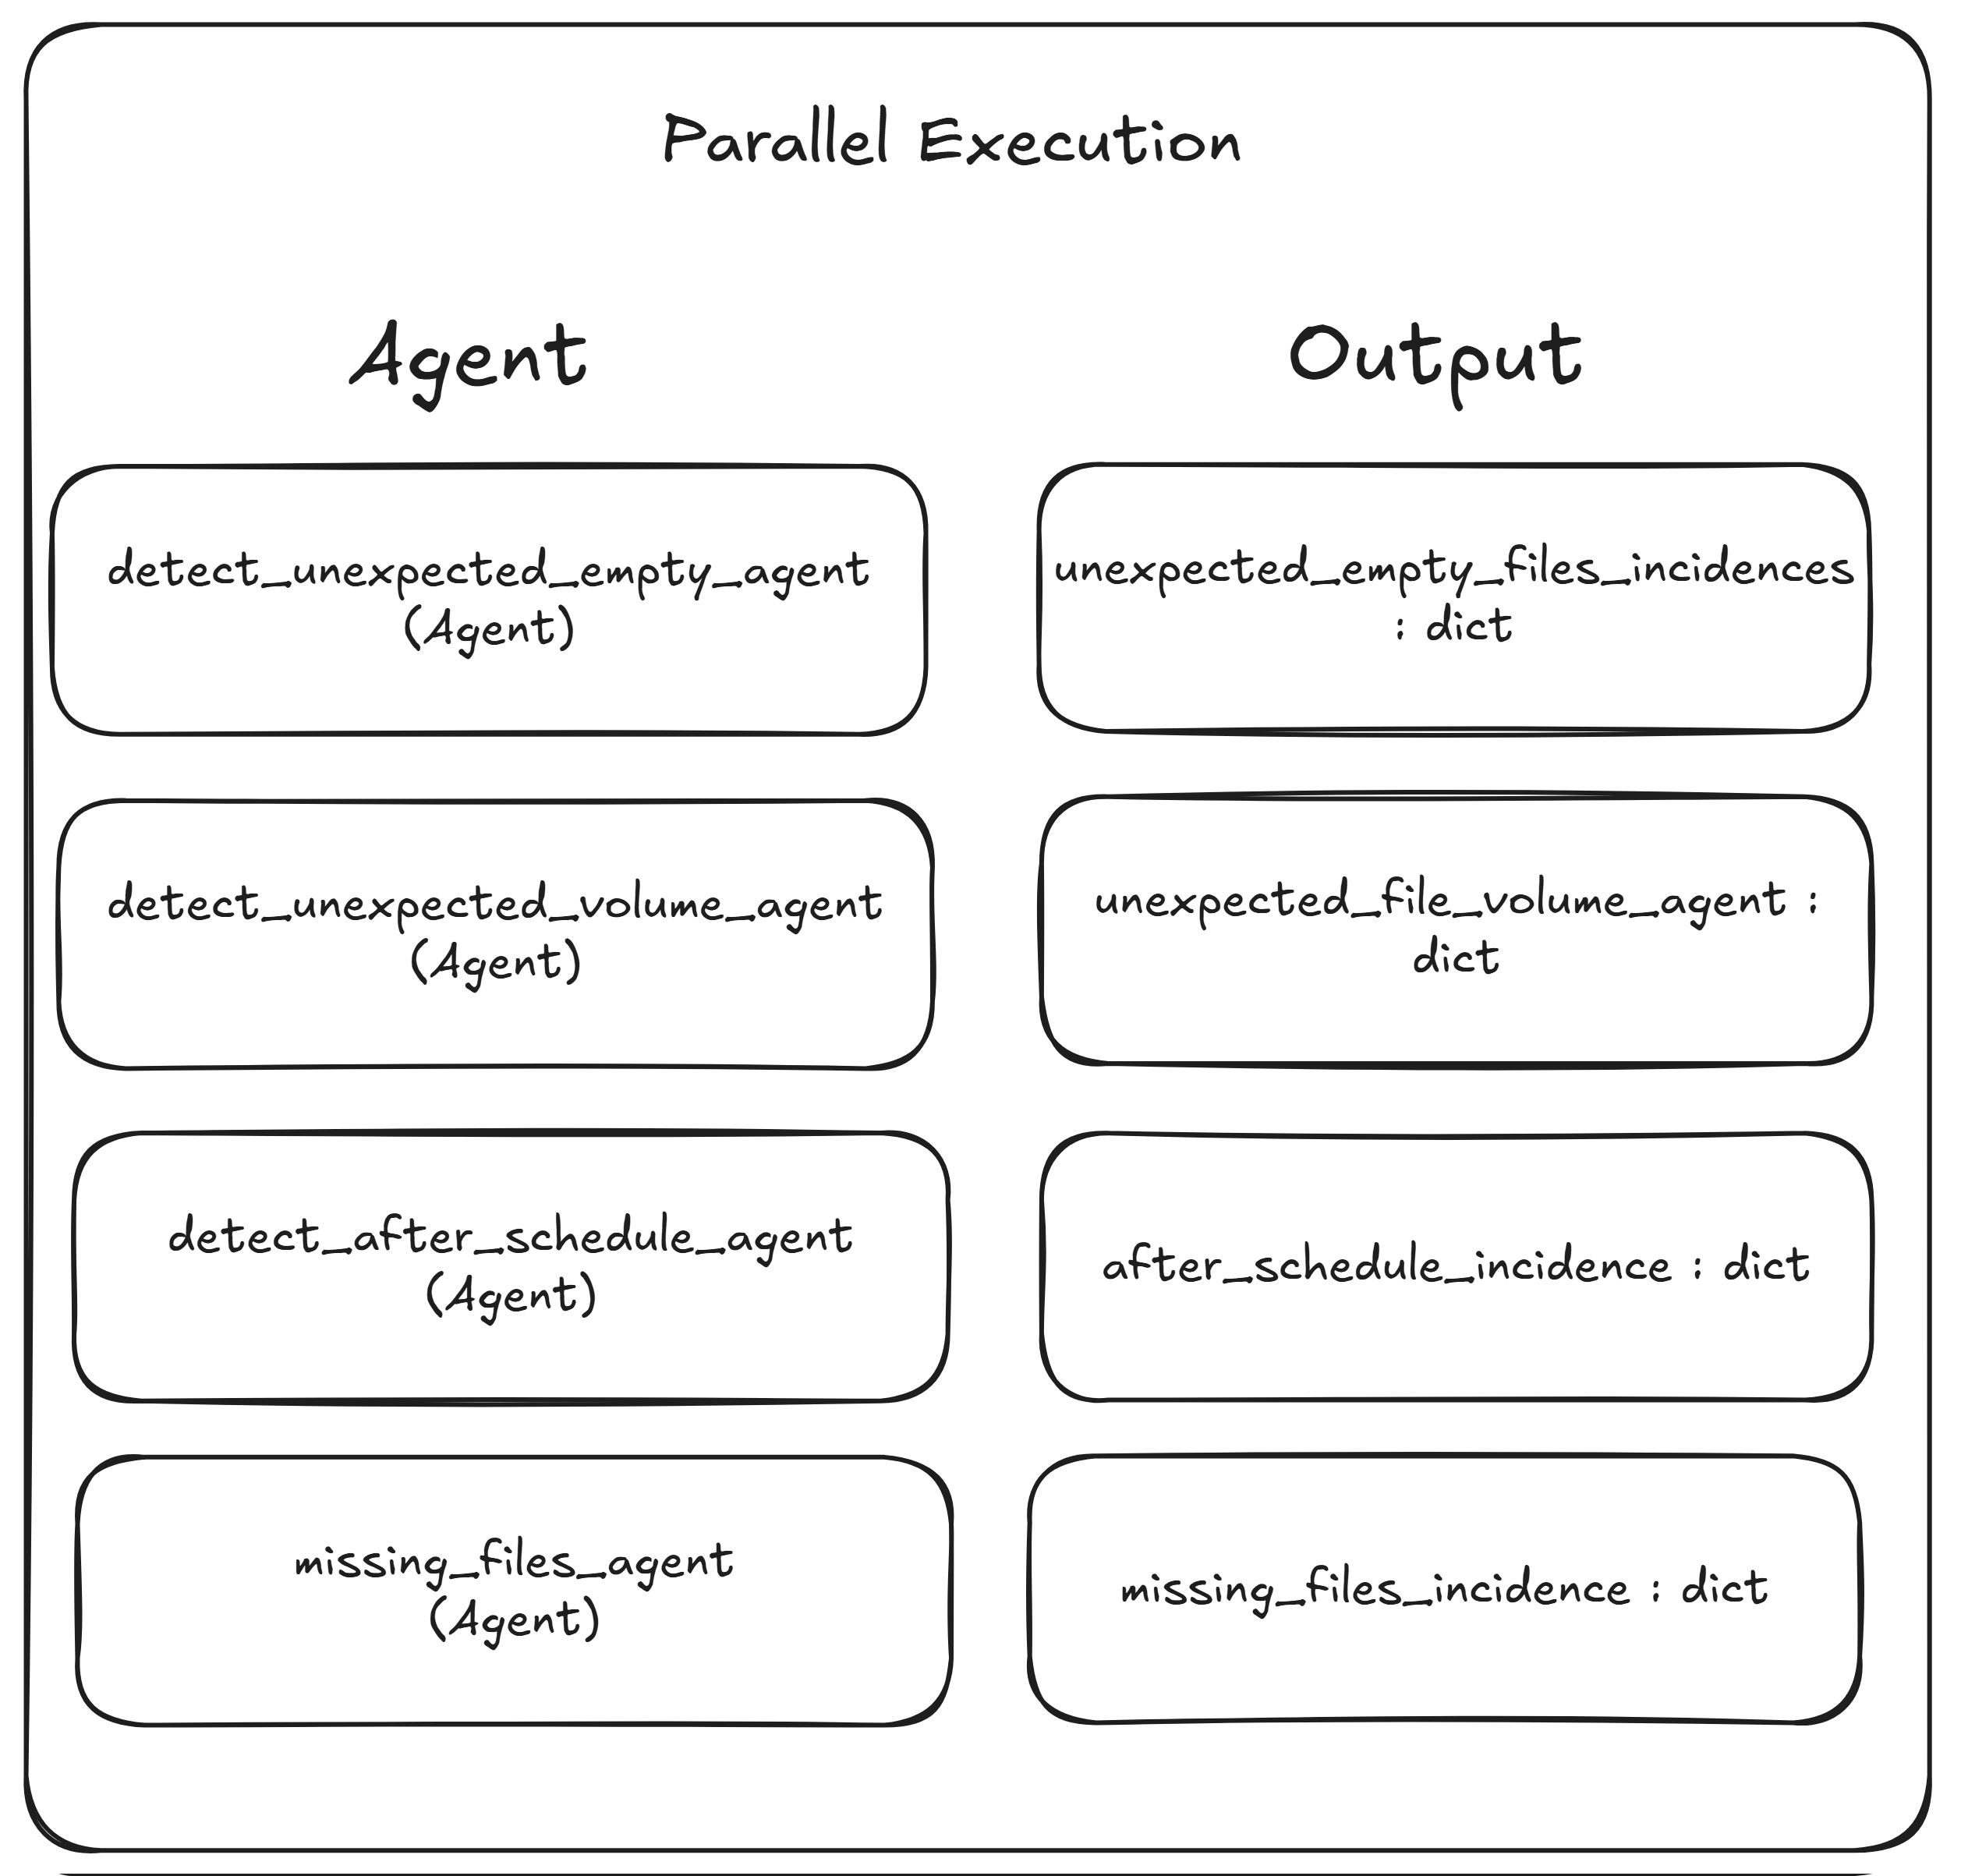 Parallel Execution
Agent
Output
detect_unexpected_empty_agent
(Agent)
unexpected_empty_files_incidences
: dict
detect_unexpected_volume_agent
(Agent)
unexpected_file_volume_agent :
dict
detect_after_schedule_agent
(Agent)
after_schedule_incidence : dict
missing_files_agent
(Agent)
missing_files_incidence : dict